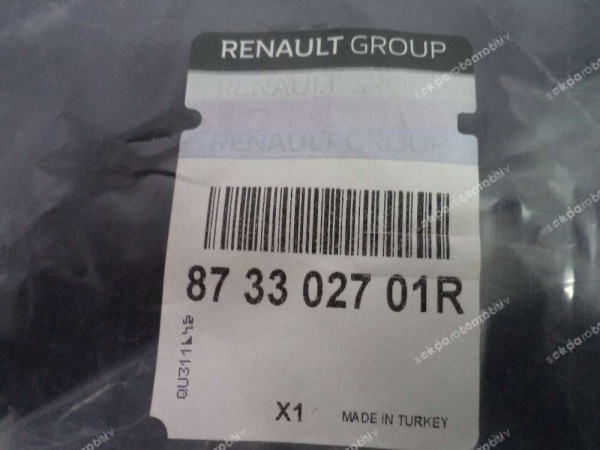 RENAULT GROUP
RENAULT GROUP
RENAULT GROUP
87 33 027 01R
X1
MADE IN TURKEY